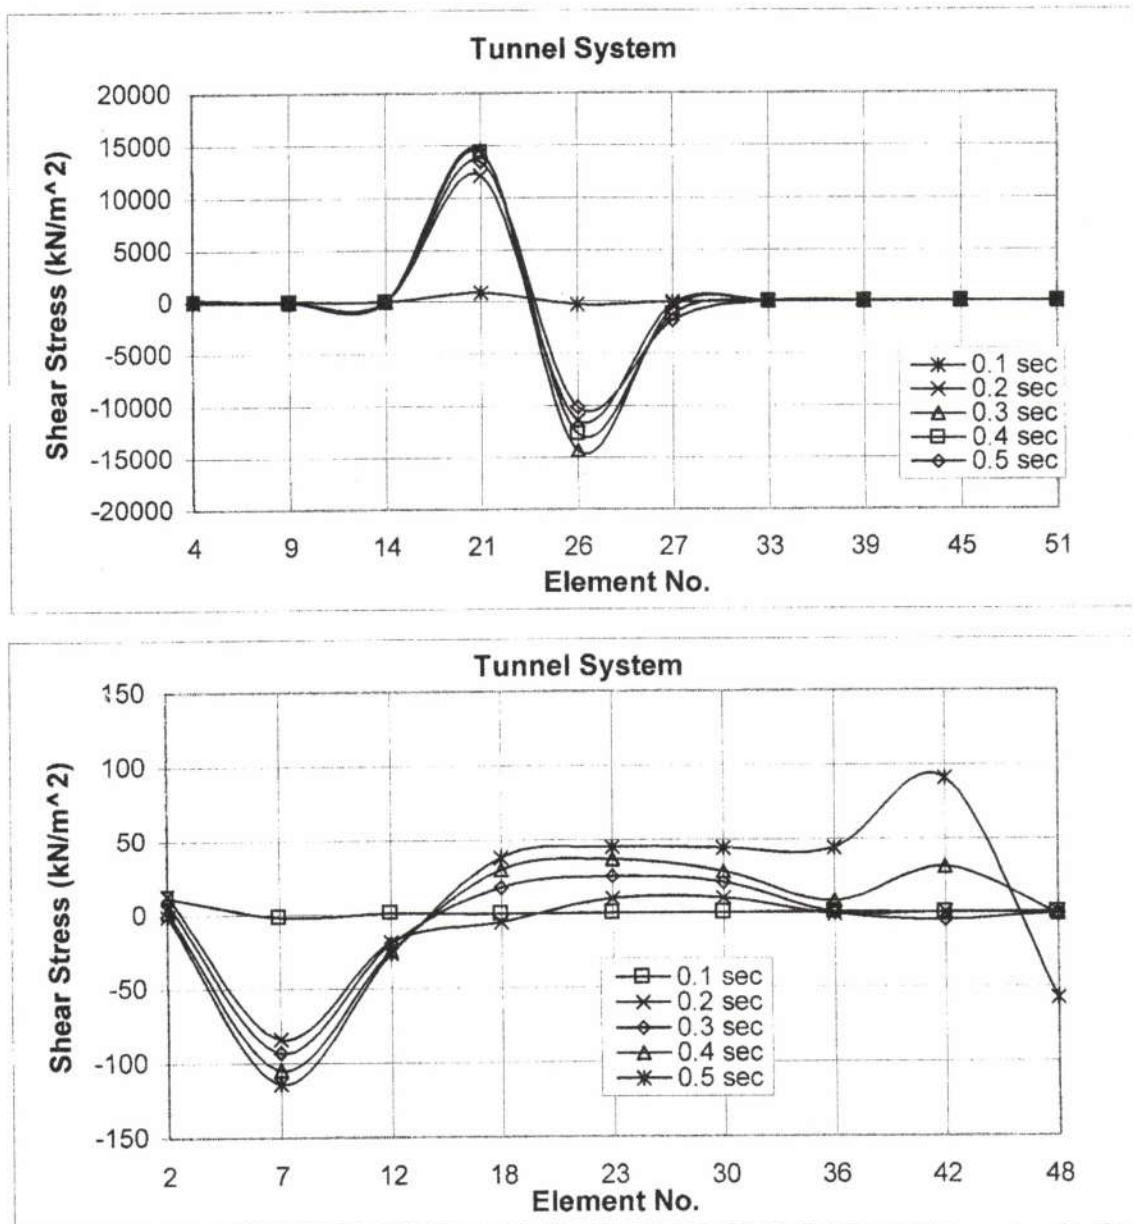 Tunnel System
Shear Stress (kN/m^2)
20000
15000
10000
5000
0
-5000
-10000
-15000
-20000
4 9 14 21 26 27 33 39 45 51
Element No.
0.1 sec
0.2 sec
0.3 sec
0.4 sec
0.5 sec
Tunnel System
Shear Stress (kN/m^2)
150
100
50
0
-50
-100
-150
2 7 12 18 23 30 36 42 48
Element No.
0.1 sec
0.2 sec
0.3 sec
0.4 sec
0.5 sec